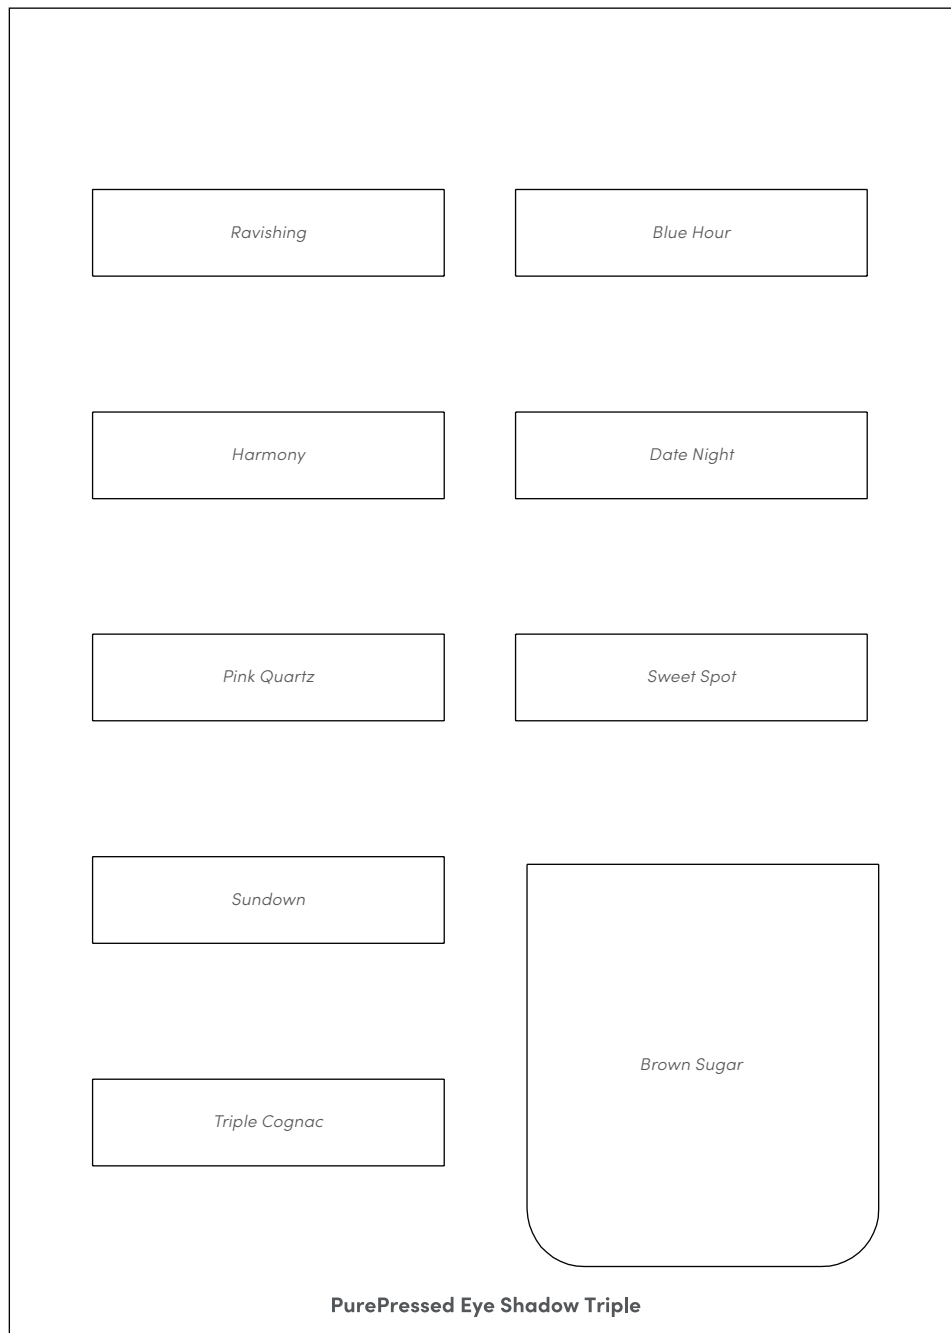 Ravishing
Blue Hour
Harmony
Date Night
Pink Quartz
Sweet Spot
Sundown
Brown Sugar
Triple Cognac
PurePressed Eye Shadow Triple